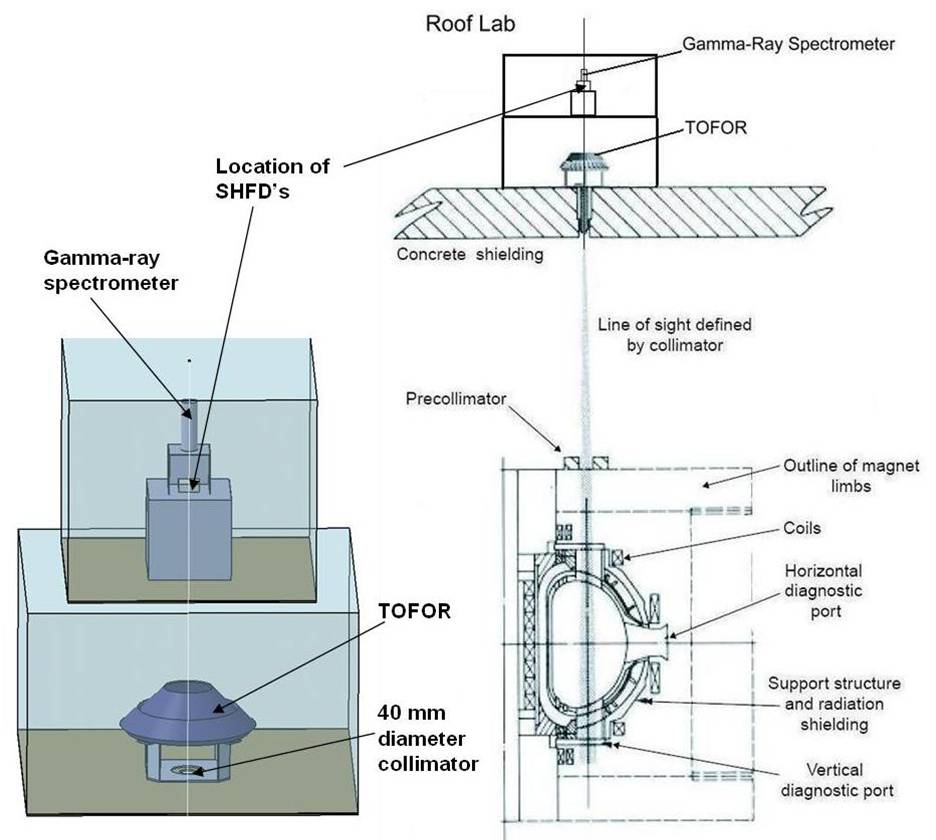 Roof Lab
Gamma-Ray Spectrometer
TOFOR
Location of
SHFD's
Concrete shielding
Gamma-ray
spectrometer
Line of sight defined
by collimator
Precollimator
Outline of magnet
limbs
Coils
Horizontal
diagnostic
port
TOFOR
Support structure
and radiation
shielding
40 mm
diameter
collimator
Vertical
diagnostic port